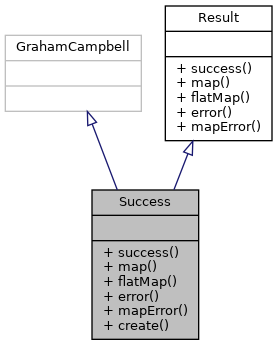 Result
+ success()
+ map()
+ flatMap()
+ error()
+ mapError()
GrahamCampbell
Success
+ success()
+ map()
+ flatMap()
+ error()
+ mapError()
+ create()